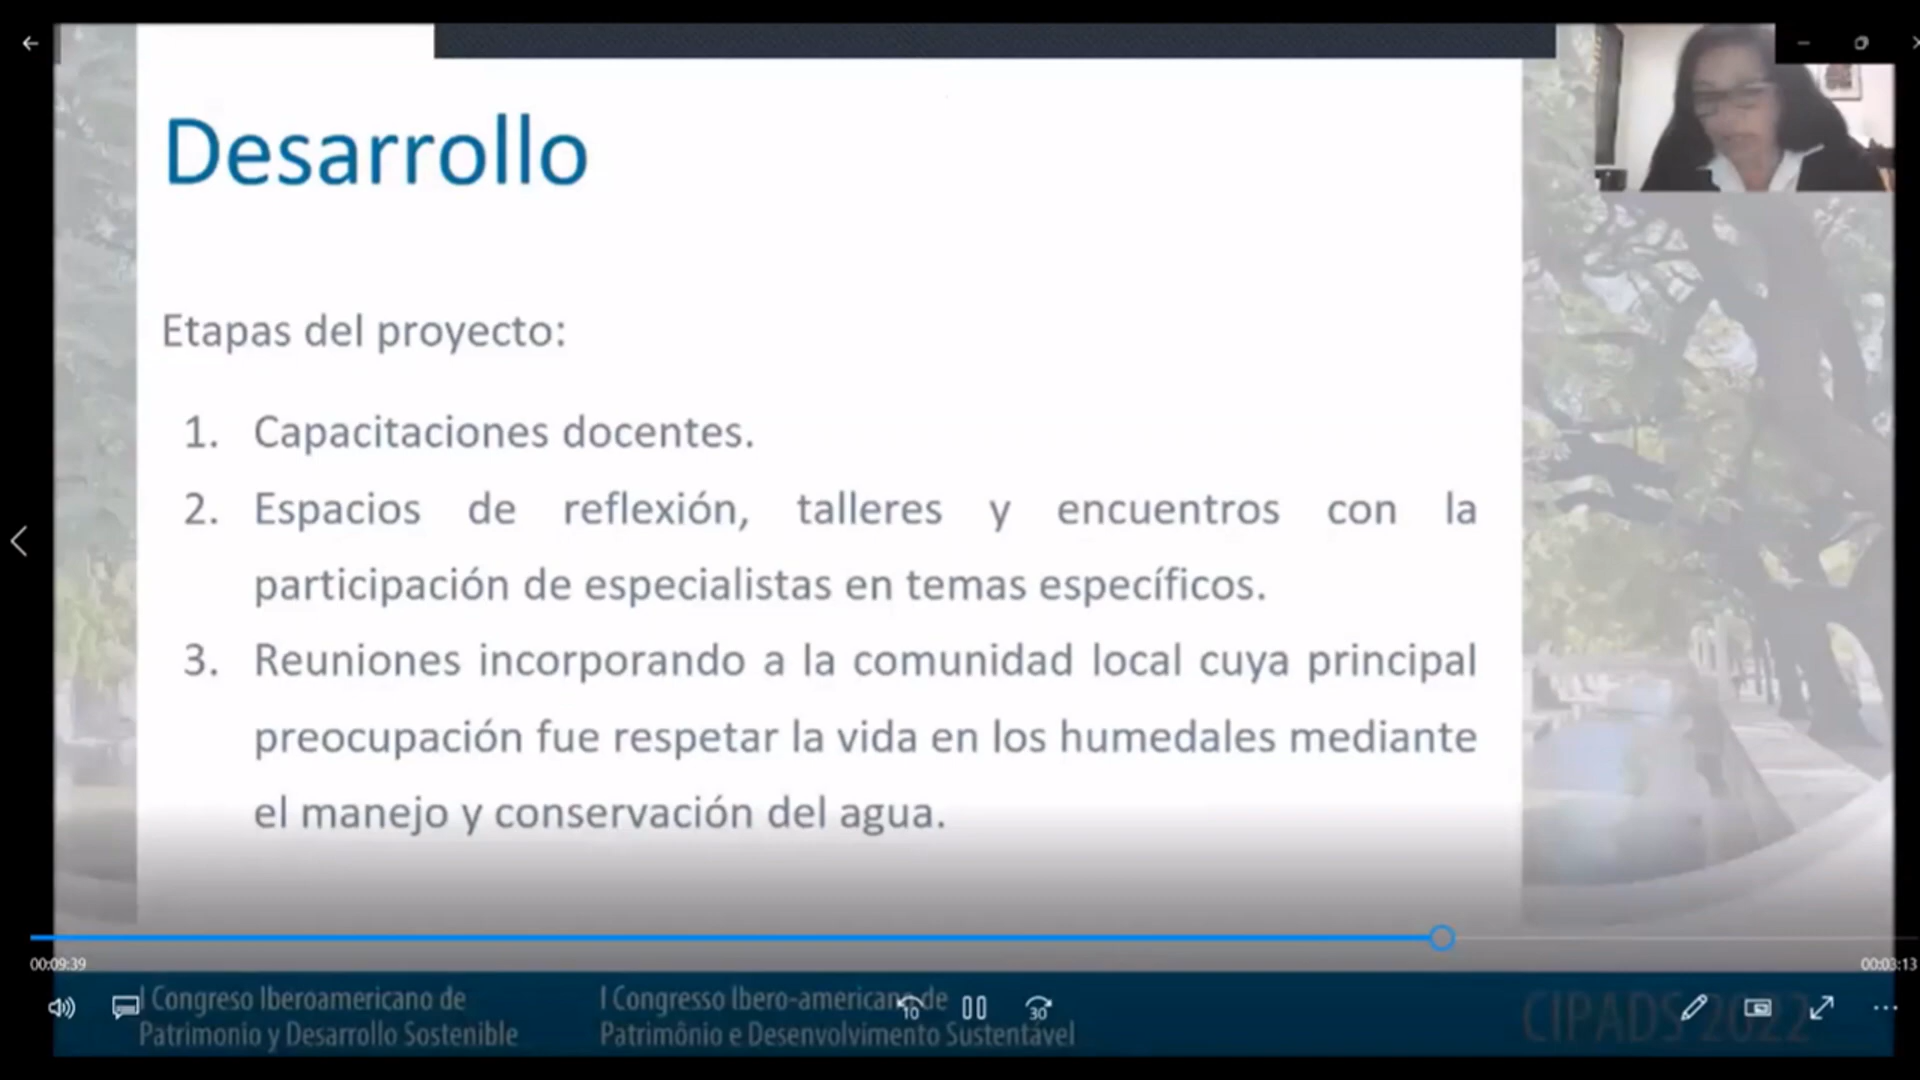 Desarrollo
Etapas del proyecto:
1. Capacitaciones docentes.
2. Espacios de reflexión, talleres y encuentros con la
participación de especialistas en temas específicos.
3. Reuniones incorporando a la comunidad local cuya principal
preocupación fue respetar la vida en los humedales mediante
el manejo y conservación del agua.
00:09:39
00:03:13
I Congreso Iberoamericano de
Patrimonio y Desarrollo Sostenible
I Congresso Ibero-americano de
Patrimônio e Desenvolvimento Sustentável
10
30
CIPADS 2022